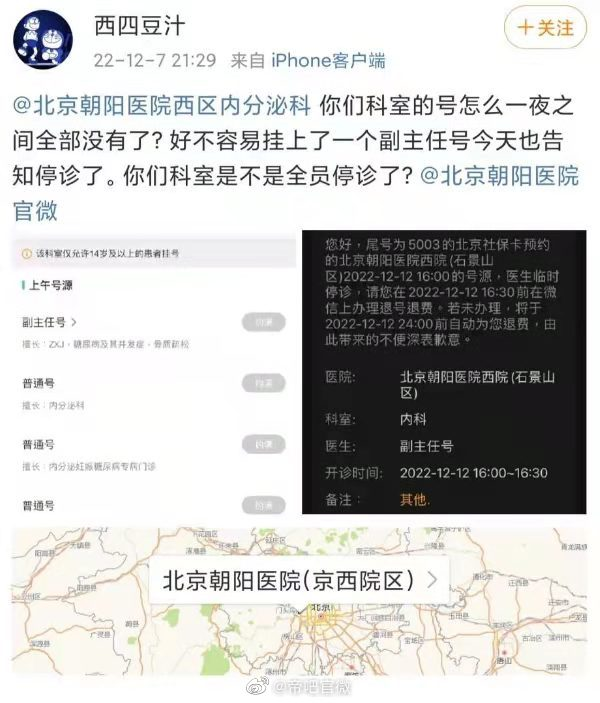 西四豆汁
+关注
22-12-7 21:29 来自 iPhone客户端
@北京朝阳医院西区内分泌科 你们科室的号怎么一夜之
间全部没有了? 好不容易挂上了一个副主任号今天也告
知停诊了。你们科室是不是全员停诊了? @北京朝阳医院
官微
该科室仅允许14岁及以上的患者挂号
上午号源
副主任号 >
约满
擅长:ZXJ,糖尿病及其并发症,骨质疏松
普通号
约满
擅长:内分泌科
普通号
约满
擅长:内分泌妊娠糖尿病专病门诊
普通号
约满
您好,尾号为5003的北京社保卡预约
的北京朝阳医院西院(石景山
区)2022-12-12 16:00的号源,医生临时
停诊,请您在2022-12-12 16:30前在微
信上办理退号退费。若未办理,将于
2022-12-12 24:00前自动为您退费,由
此带来的不便深表歉意。
医院: 北京朝阳医院西院(石景山
区)
科室: 内科
医生: 副主任号
开诊时间: 2022-12-12 16:00~16:30
备注: 其他.
北京朝阳医院(京西院区) >
北京
唐山
@帝吧官微